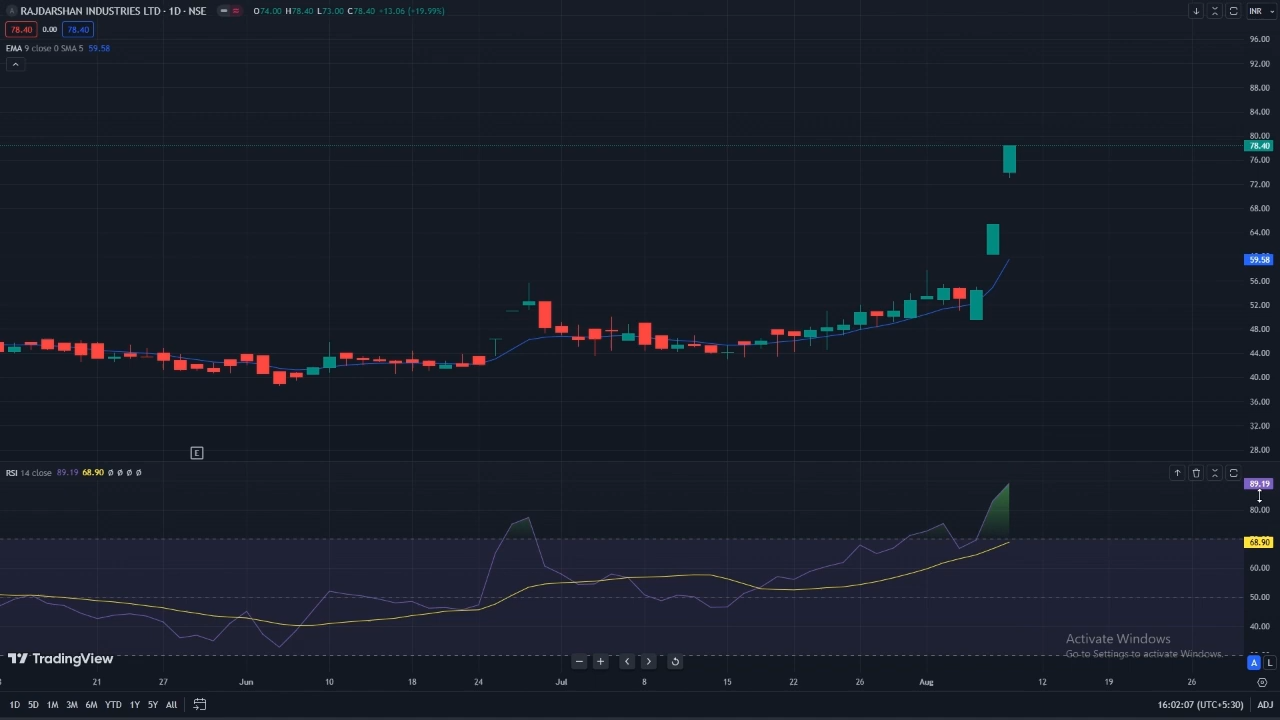 RAJDARSHAN INDUSTRIES LTD · 1D · NSE O74.00 H78.40 L73.00 C78.40 +13.06 (+19.99%) INR
78.40 0.00 78.40
EMA 9 close 0 SMA 5 59.58
96.00
92.00
88.00
84.00
80.00
78.40
76.00
72.00
68.00
64.00
59.58
56.00
52.00
48.00
44.00
40.00
36.00
32.00
28.00
E
RSI 14 close 89.19 68.90 Ø Ø Ø Ø
89.19
80.00
68.90
60.00
50.00
40.00
Activate Windows
Go to Settings to activate Windows.
TradingView
A L
21 27 Jun 10 18 24 Jul 8 15 22 26 Aug 12 19 26
1D 5D 1M 3M 6M YTD 1Y 5Y All 16:02:07 (UTC+5:30) ADJ